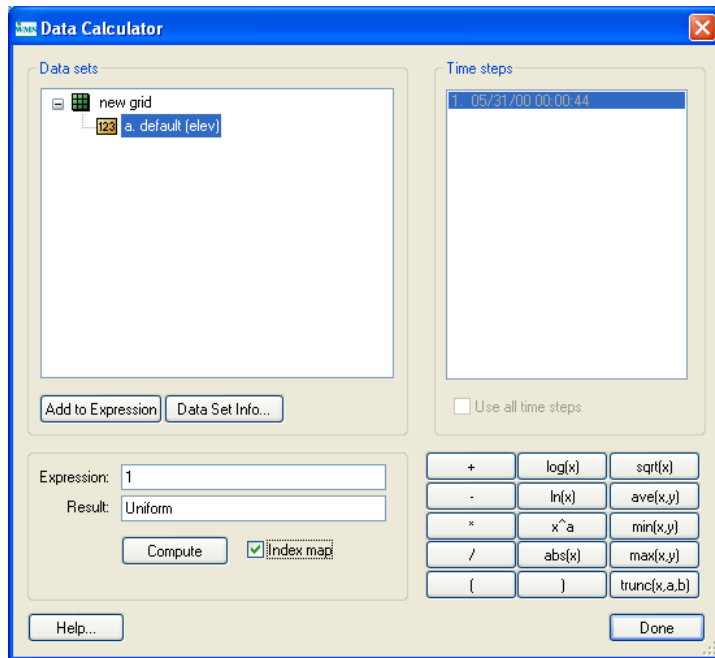 WMS Data Calculator
Data sets
new grid
123 a. default (elev)
Add to Expression Data Set Info...
Time steps
1. 05/31/00 00:00:44
Use all time steps
Expression: 1
Result: Uniform
Compute Index map
+ log(x) sqrt(x)
- ln(x) ave(x,y)
* x^a min(x,y)
/ abs(x) max(x,y)
( ) trunc(x,a,b)
Help... Done